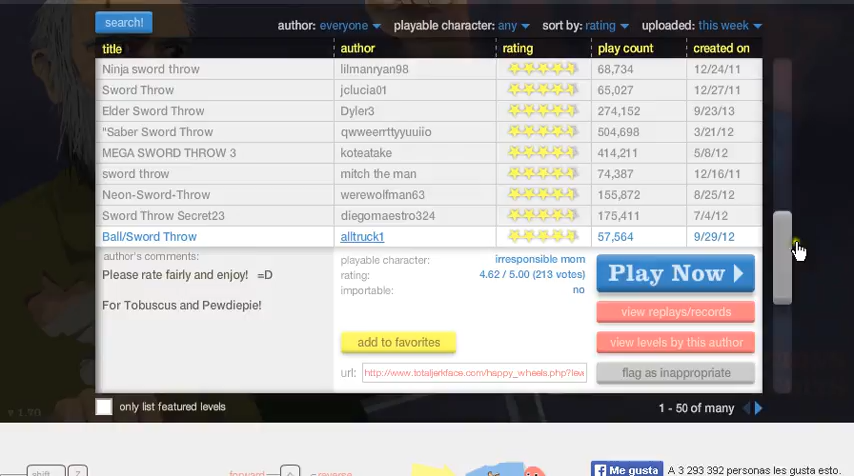 search!
author: everyone playable character: any sort by: rating uploaded: this week
title author rating play count created on
Ninja sword throw lilmanryan98 68,734 12/24/11
Sword Throw jclucia01 65,027 12/27/11
Elder Sword Throw Dyler3 274,152 9/23/13
"Saber Sword Throw qwweerrttyyuuiio 504,698 3/21/12
MEGA SWORD THROW 3 koteatake 414,211 5/8/12
sword throw mitch the man 74,387 12/16/11
Neon-Sword-Throw werewolfman63 155,872 8/25/12
Sword Throw Secret23 diegomaestro324 175,411 7/4/12
Ball/Sword Throw alltruck1 57,564 9/29/12
author's comments:
Please rate fairly and enjoy! =D
For Tobuscus and Pewdiepie!
playable character: irresponsible mom
rating: 4.62 / 5.00 (213 votes)
importable: no
Play Now
view replays/records
add to favorites
view levels by this author
url: http://www.totaljerkface.com/happy_wheels.php?lev
flag as inappropriate
only list featured levels
1 - 50 of many
v 1.70
shift Z forward reverse
Me gusta A 3 293 392 personas les gusta esto.